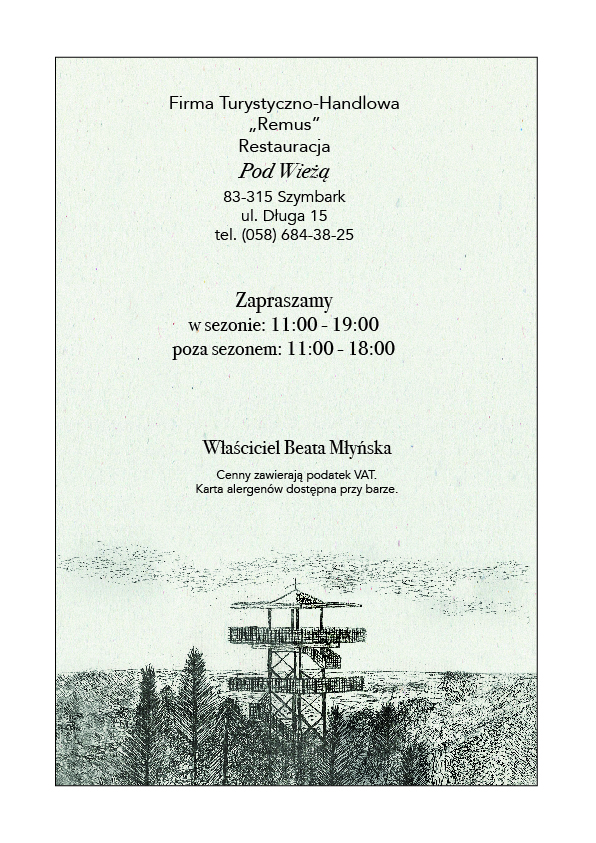 Firma Turystyczno-Handlowa
„Remus”
Restauracja
Pod Wieżą
83-315 Szymbark
ul. Długa 15
tel. (058) 684-38-25
Zapraszamy
w sezonie: 11:00 - 19:00
poza sezonem: 11:00 - 18:00
Właściciel Beata Młyńska
Cenny zawierają podatek VAT.
Karta alergenów dostępna przy barze.